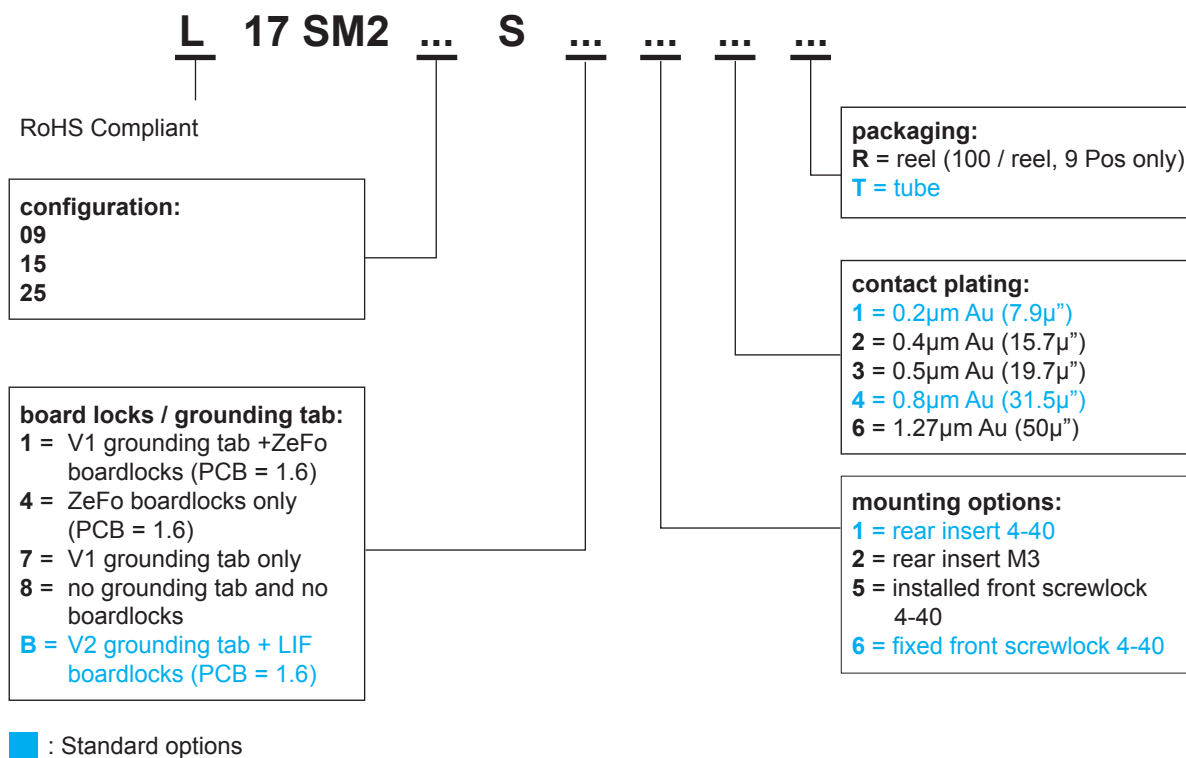 L 17 SM2 ... S ... ... ... ...
RoHS Compliant
configuration:
09
15
25
board locks / grounding tab:
1 = V1 grounding tab +ZeFo
boardlocks (PCB = 1.6)
4 = ZeFo boardlocks only
(PCB = 1.6)
7 = V1 grounding tab only
8 = no grounding tab and no
boardlocks
B = V2 grounding tab + LIF
boardlocks (PCB = 1.6)
packaging:
R = reel (100 / reel, 9 Pos only)
T = tube
contact plating:
1 = 0.2µm Au (7.9µ”)
2 = 0.4µm Au (15.7µ”)
3 = 0.5µm Au (19.7µ”)
4 = 0.8µm Au (31.5µ”)
6 = 1.27µm Au (50µ”)
mounting options:
1 = rear insert 4-40
2 = rear insert M3
5 = installed front screwlock
4-40
6 = fixed front screwlock 4-40
: Standard options